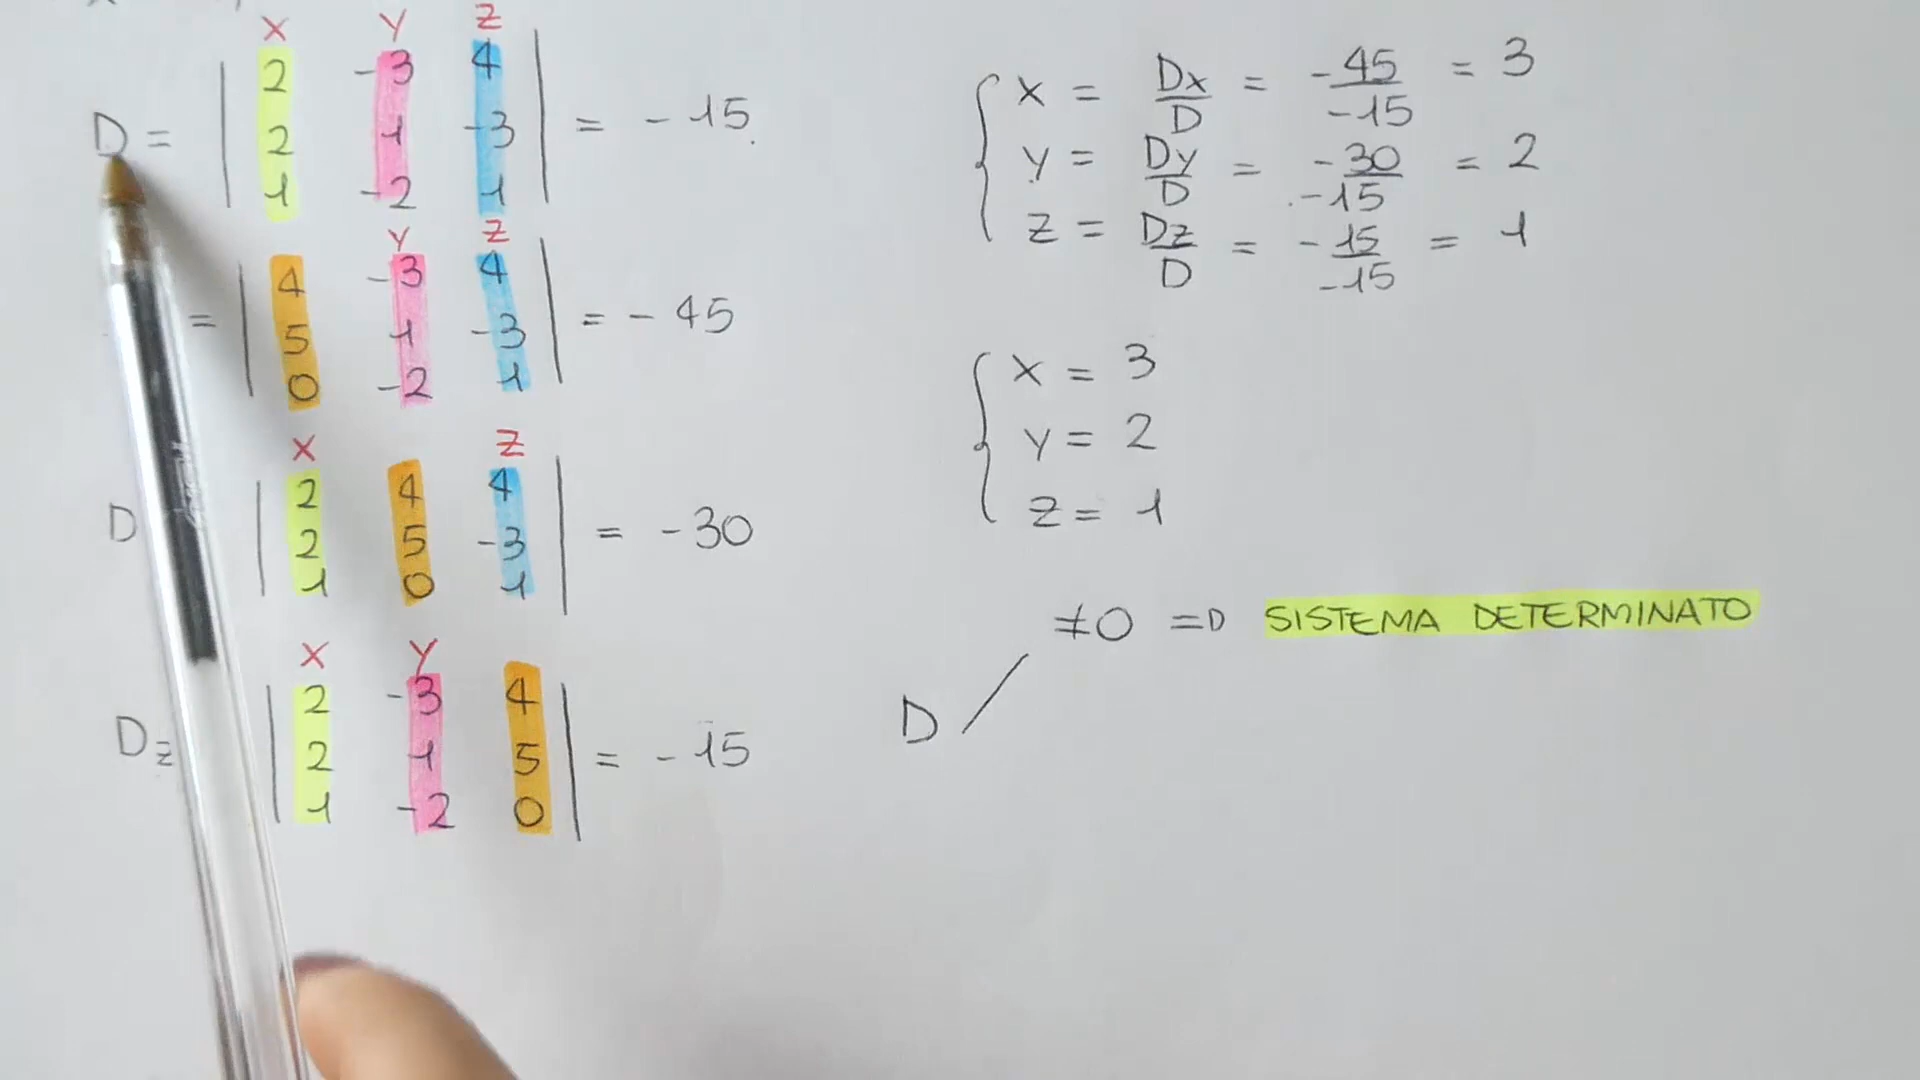 x y z
D = | 2 -3 4 | = -15
| 2 1 -3 |
| 1 -2 1 |
y z
= | 4 -3 4 | = -45
| 5 1 -3 |
| 0 -2 1 |
x z
D | 2 4 4 | = -30
| 2 5 -3 |
| 1 0 1 |
x y
Dz | 2 -3 4 | = -15
| 2 1 5 |
| 1 -2 0 |
{ x = Dx/D = -45/-15 = 3
y = Dy/D = -30/-15 = 2
z = Dz/D = -15/-15 = 1
{ x = 3
y = 2
z = 1
≠0 => SISTEMA DETERMINATO
D